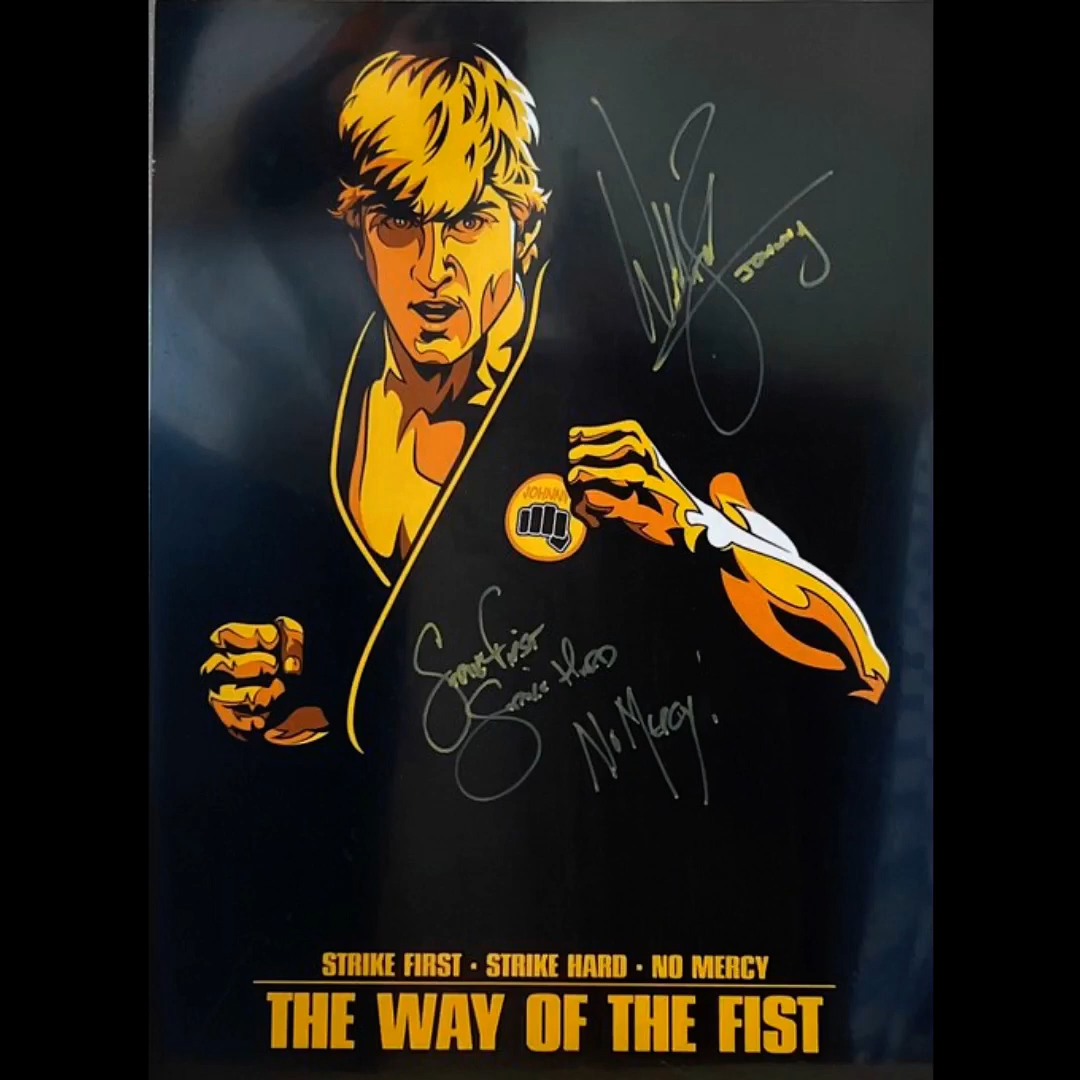 JOHNNY
JOHNNY
Strike First
Strike Hard
No Mercy!
STRIKE FIRST · STRIKE HARD · NO MERCY
THE WAY OF THE FIST